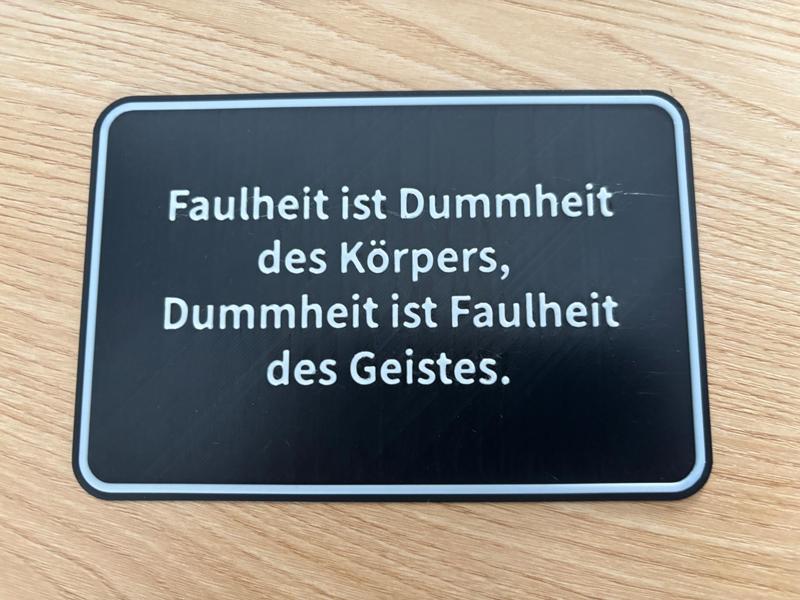 Faulheit ist Dummheit
des Körpers,
Dummheit ist Faulheit
des Geistes.